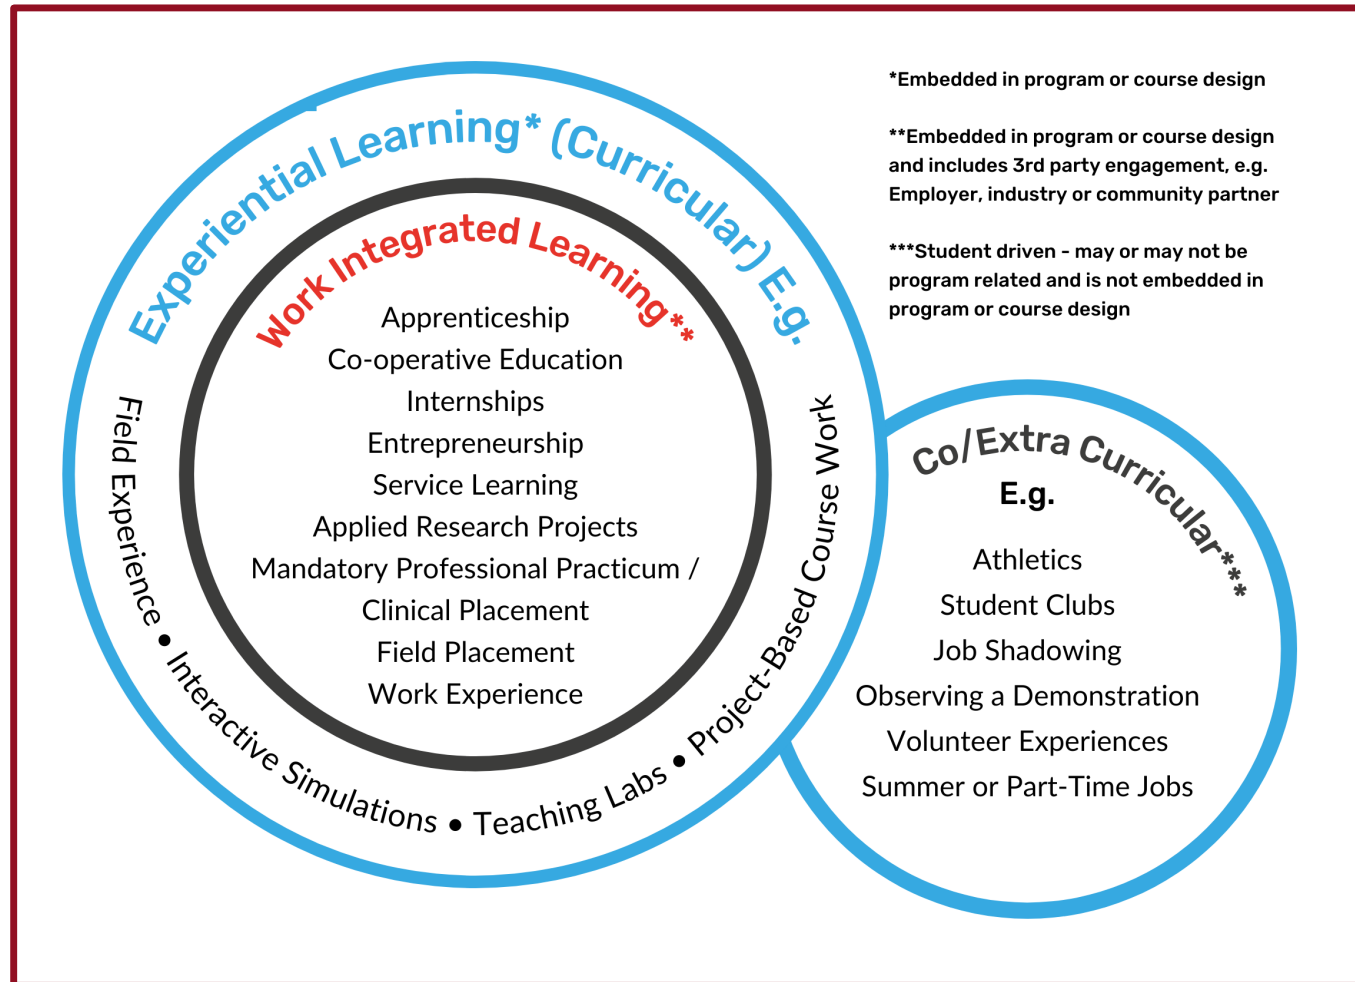 Experiential Learning* (Curricular) E.g.
Work Integrated Learning**
Apprenticeship
Co-operative Education
Internships
Entrepreneurship
Service Learning
Applied Research Projects
Mandatory Professional Practicum /
Clinical Placement
Field Placement
Work Experience
Field Experience • Interactive Simulations • Teaching Labs • Project-Based Course Work
*Embedded in program or course design
**Embedded in program or course design
and includes 3rd party engagement, e.g.
Employer, industry or community partner
***Student driven - may or may not be
program related and is not embedded in
program or course design
Co/Extra Curricular***
E.g.
Athletics
Student Clubs
Job Shadowing
Observing a Demonstration
Volunteer Experiences
Summer or Part-Time Jobs